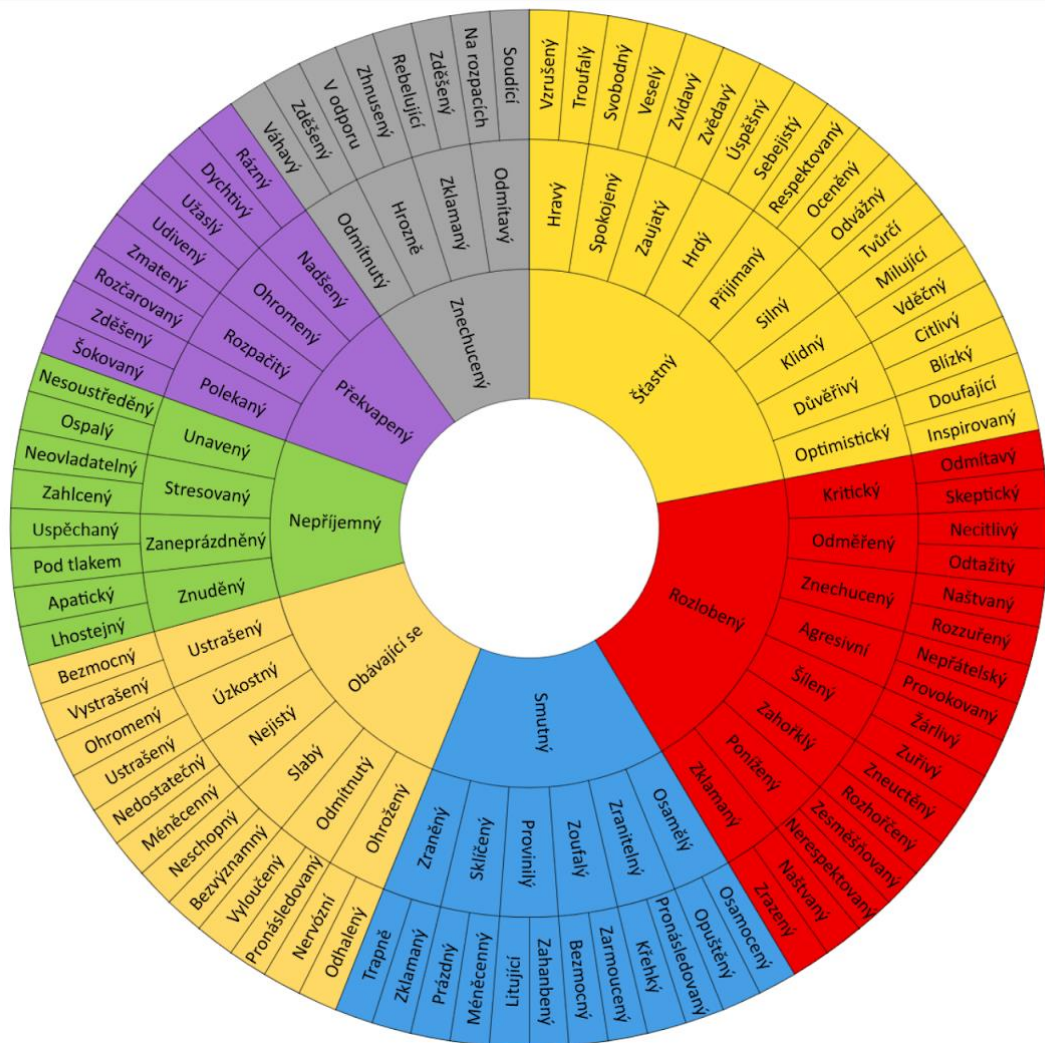 Šťastný
Hravý
Vzrušený
Troufalý
Spokojený
Svobodný
Veselý
Zaujatý
Zvídavý
Zvědavý
Hrdý
Úspěšný
Sebejistý
Přijímaný
Respektovaný
Oceněny
Silný
Odvážný
Tvůrčí
Klidný
Milující
Vděčný
Důvěřivý
Citlivý
Blízký
Optimistický
Doufající
Inspirovaný
Rozlobený
Kritický
Odmítavý
Skeptický
Odměřený
Necitlivý
Odtažitý
Znechucený
Naštvaný
Rozzuřený
Agresivní
Nepřátelský
Provokovaný
Šílený
Žárlivý
Zuřivý
Zahořklý
Zneuctěný
Rozhořčený
Ponížený
Zesměšňovaný
Nerespektovaný
Zklamaný
Naštvaný
Zrazený
Smutný
Osamělý
Osamocený
Opuštěný
Zranitelný
Pronásledovaný
Křehký
Zoufalý
Zarmoucený
Bezmocný
Provinilý
Zahanbený
Litující
Sklíčený
Méněcenný
Prázdný
Zraněný
Zklamaný
Trapně
Obávající se
Ohrožený
Odhalený
Nervózní
Odmítnutý
Pronásledovaný
Vyloučený
Slabý
Bezvýznamný
Neschopný
Nejistý
Méněcenný
Nedostatečný
Úzkostný
Ustrašený
Ohromený
Ustrašený
Vystrašený
Bezmocný
Nepříjemný
Znuděný
Lhostejný
Apatický
Zaneprázdněný
Pod tlakem
Uspěchaný
Stresovaný
Zahlcený
Neovladatelný
Unavený
Ospalý
Nesoustředěný
Překvapený
Polekaný
Šokovaný
Zděšený
Rozpačitý
Rozčarovaný
Zmatený
Ohromený
Udivený
Užaslý
Nadšený
Dychtivý
Rázný
Znechucený
Odmítnutý
Váhavý
Zděšený
Hrozně
V odporu
Zhnusený
Zklamaný
Rebelující
Zděšený
Odmítavý
Na rozpacích
Soudící